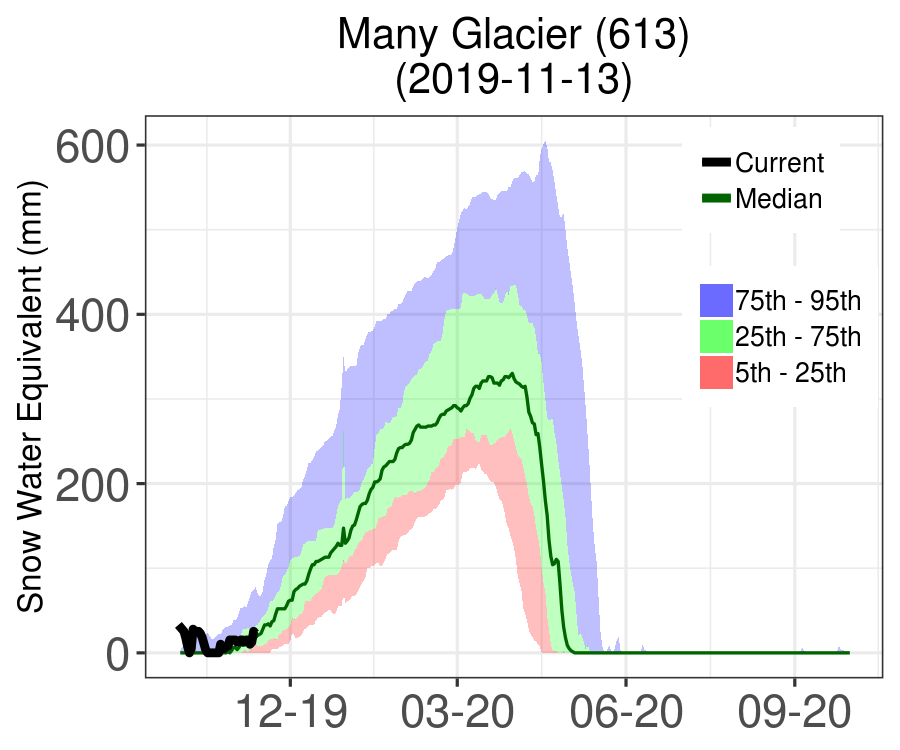 Many Glacier (613)
(2019-11-13)
Snow Water Equivalent (mm)
600
400
200
0
Current
Median
75th - 95th
25th - 75th
5th - 25th
12-19
03-20
06-20
09-20